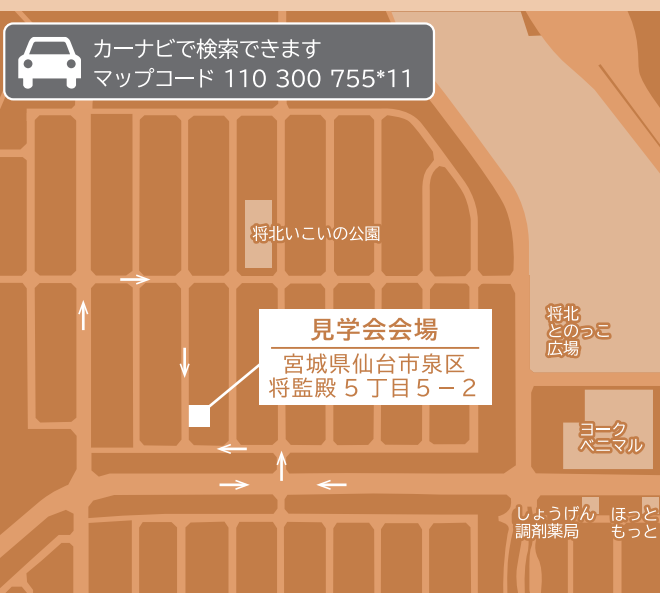 カーナビで検索できます
マップコード 110 300 755*11
将北いこいの公園
見学会会場
宮城県仙台市泉区
将監殿 5 丁目 5 − 2
将北
とのっこ
広場
ヨーク
ベニマル
しょうげん
調剤薬局
ほっと
もっと